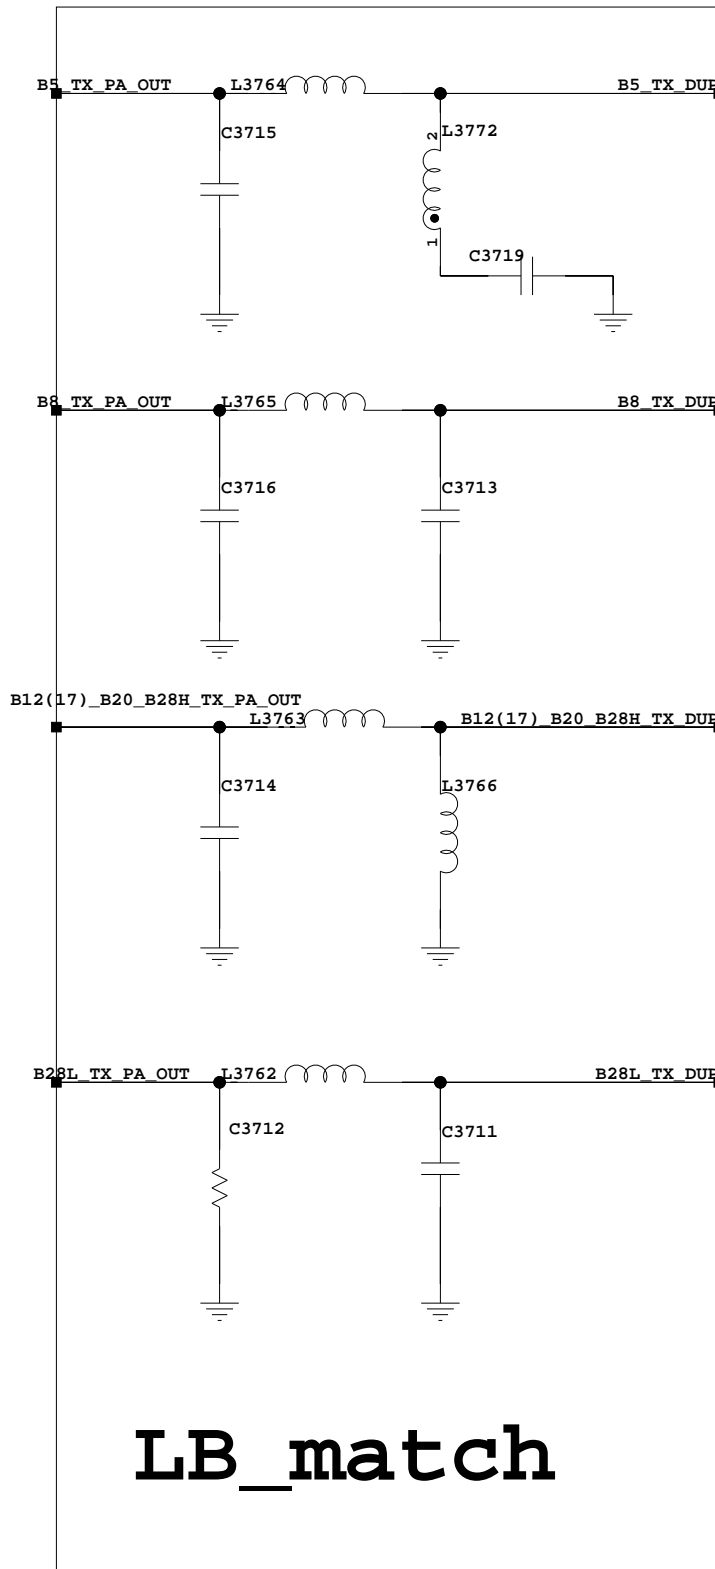 B5_TX_PA_OUT L3764 B5_TX_DUP
C3715 2 L3772
1 C3719
B8_TX_PA_OUT L3765 B8_TX_DUP
C3716 C3713
B12(17)_B20_B28H_TX_PA_OUT
L3763 B12(17)_B20_B28H_TX_DUP
C3714 L3766
B28L_TX_PA_OUT L3762 B28L_TX_DUP
C3712 C3711
LB_match